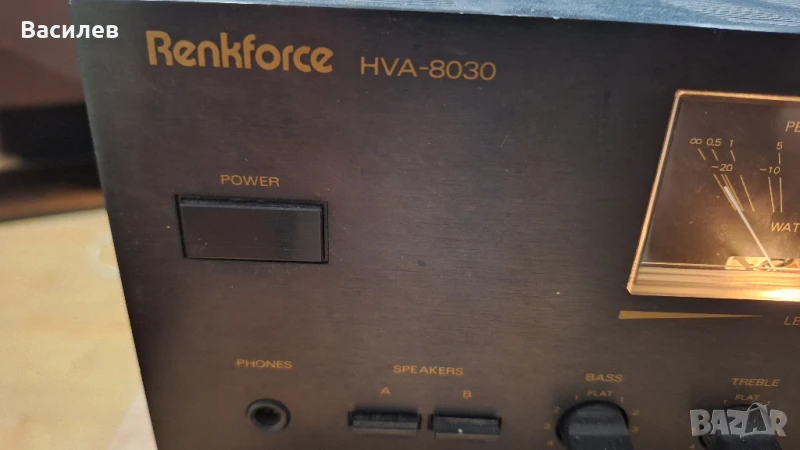 Василев
Renkforce HVA-8030
∞ 0.5 1 5
-20 -10
POWER
PHONES
SPEAKERS
A B
BASS
FLAT
TREBLE
FLAT
BAZAR